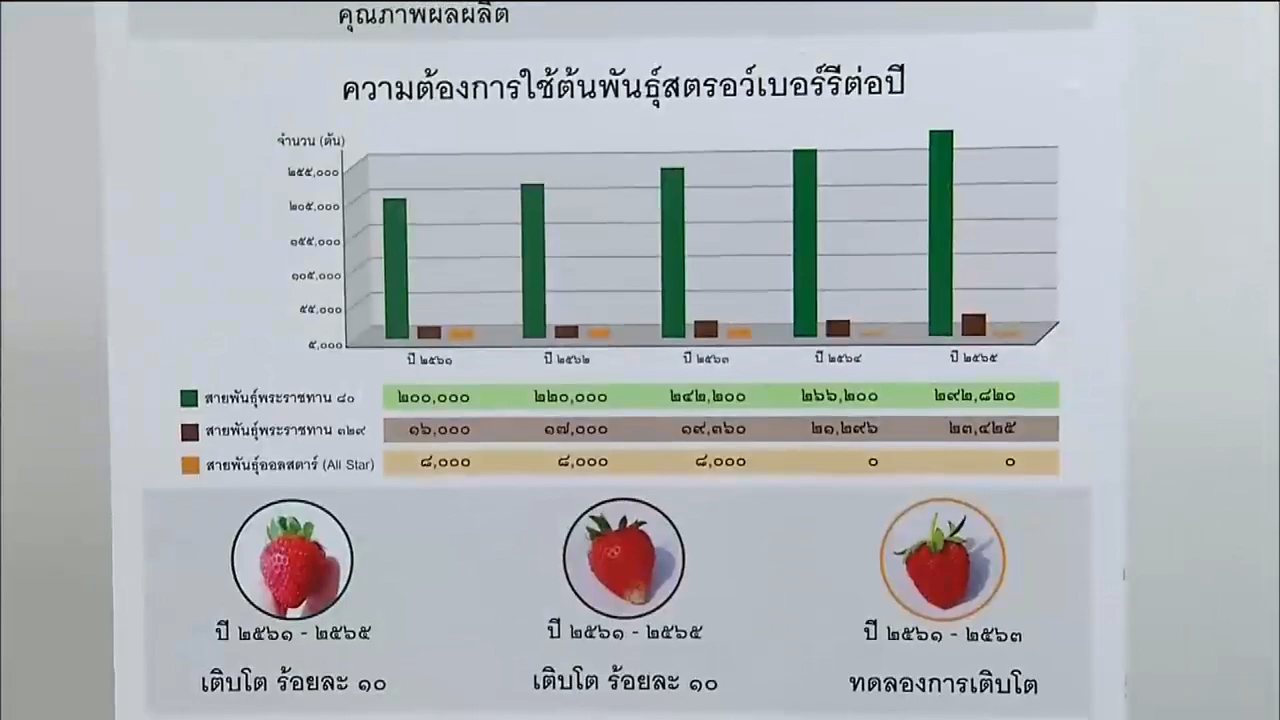 คุณภาพผลผลิต
ความต้องการใช้ต้นพันธุ์สตรอว์เบอร์รีต่อปี
จำนวน (ต้น)
๒๕๕,๐๐๐
๒๐๕,๐๐๐
๑๕๕,๐๐๐
๑๐๕,๐๐๐
๕๕,๐๐๐
๕,๐๐๐
ปี ๒๕๖๑ ปี ๒๕๖๒ ปี ๒๕๖๓ ปี ๒๕๖๔ ปี ๒๕๖๕
สายพันธุ์พระราชทาน ๘๐ ๒๐๐,๐๐๐ ๒๒๐,๐๐๐ ๒๔๒,๒๐๐ ๒๖๖,๒๐๐ ๒๙๒,๘๒๐
สายพันธุ์พระราชทาน ๓๒๙ ๑๖,๐๐๐ ๑๗,๐๐๐ ๑๙,๓๖๐ ๒๑,๒๙๖ ๒๓,๔๒๕
สายพันธุ์ออลสตาร์ (All Star) ๘,๐๐๐ ๘,๐๐๐ ๘,๐๐๐ ๐ ๐
ปี ๒๕๖๑ - ๒๕๖๕ ปี ๒๕๖๑ - ๒๕๖๕ ปี ๒๕๖๑ - ๒๕๖๓
เติบโต ร้อยละ ๑๐ เติบโต ร้อยละ ๑๐ ทดลองการเติบโต